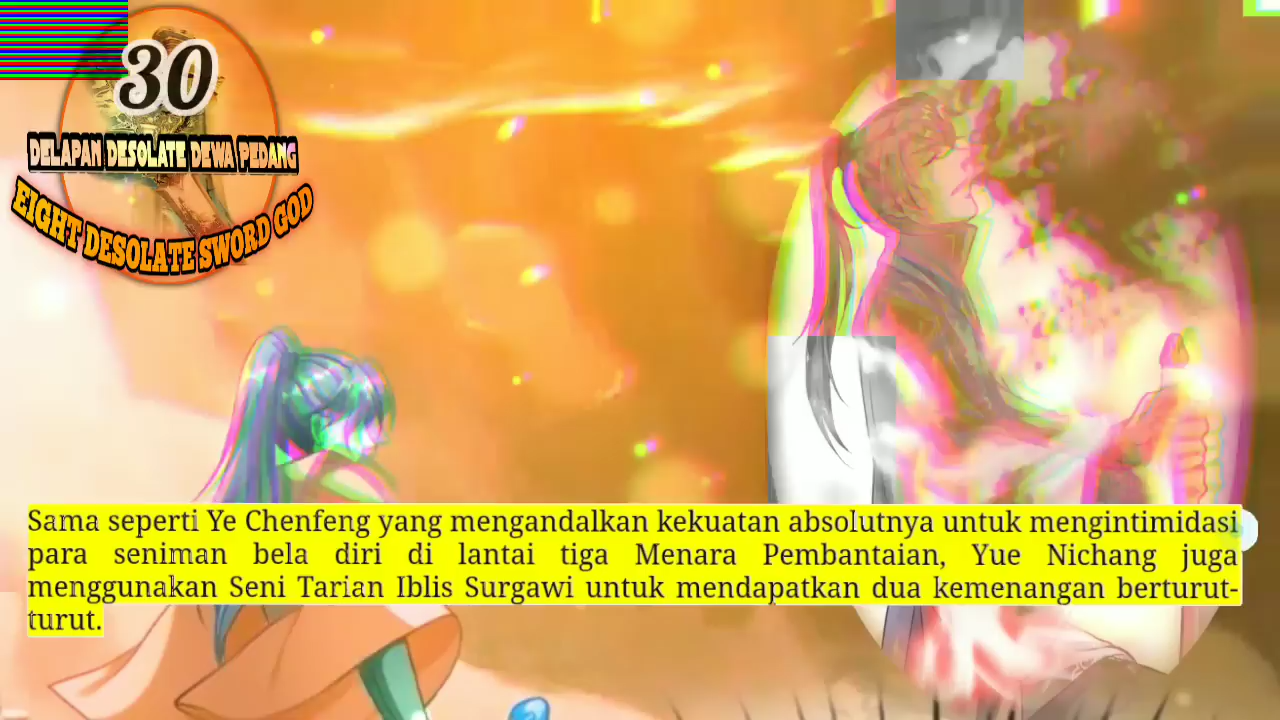 30
DELAPAN DESOLATE DEWA PEDANG
EIGHT DESOLATE SWORD GOD
Sama seperti Ye Chenfeng yang mengandalkan kekuatan absolutnya untuk mengintimidasi
para seniman bela diri di lantai tiga Menara Pembantaian, Yue Nichang juga
menggunakan Seni Tarian Iblis Surgawi untuk mendapatkan dua kemenangan berturut-
turut.